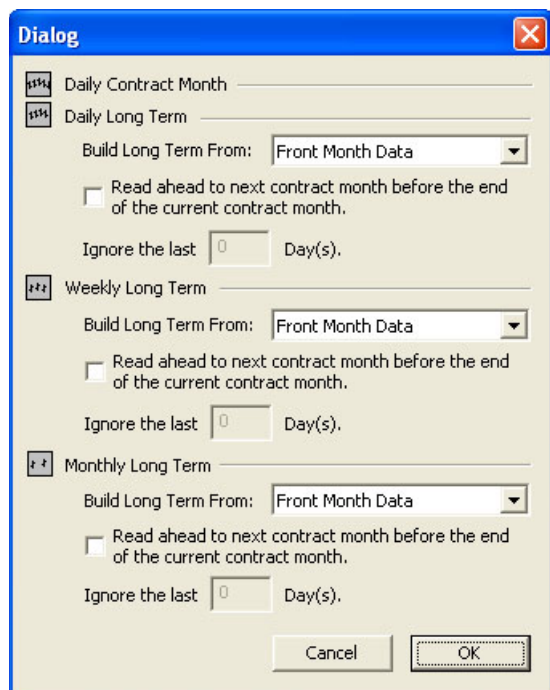 Dialog
Daily Contract Month
Daily Long Term
Build Long Term From: Front Month Data
Read ahead to next contract month before the end
of the current contract month.
Ignore the last 0 Day(s).
Weekly Long Term
Build Long Term From: Front Month Data
Read ahead to next contract month before the end
of the current contract month.
Ignore the last 0 Day(s).
Monthly Long Term
Build Long Term From: Front Month Data
Read ahead to next contract month before the end
of the current contract month.
Ignore the last 0 Day(s).
Cancel OK